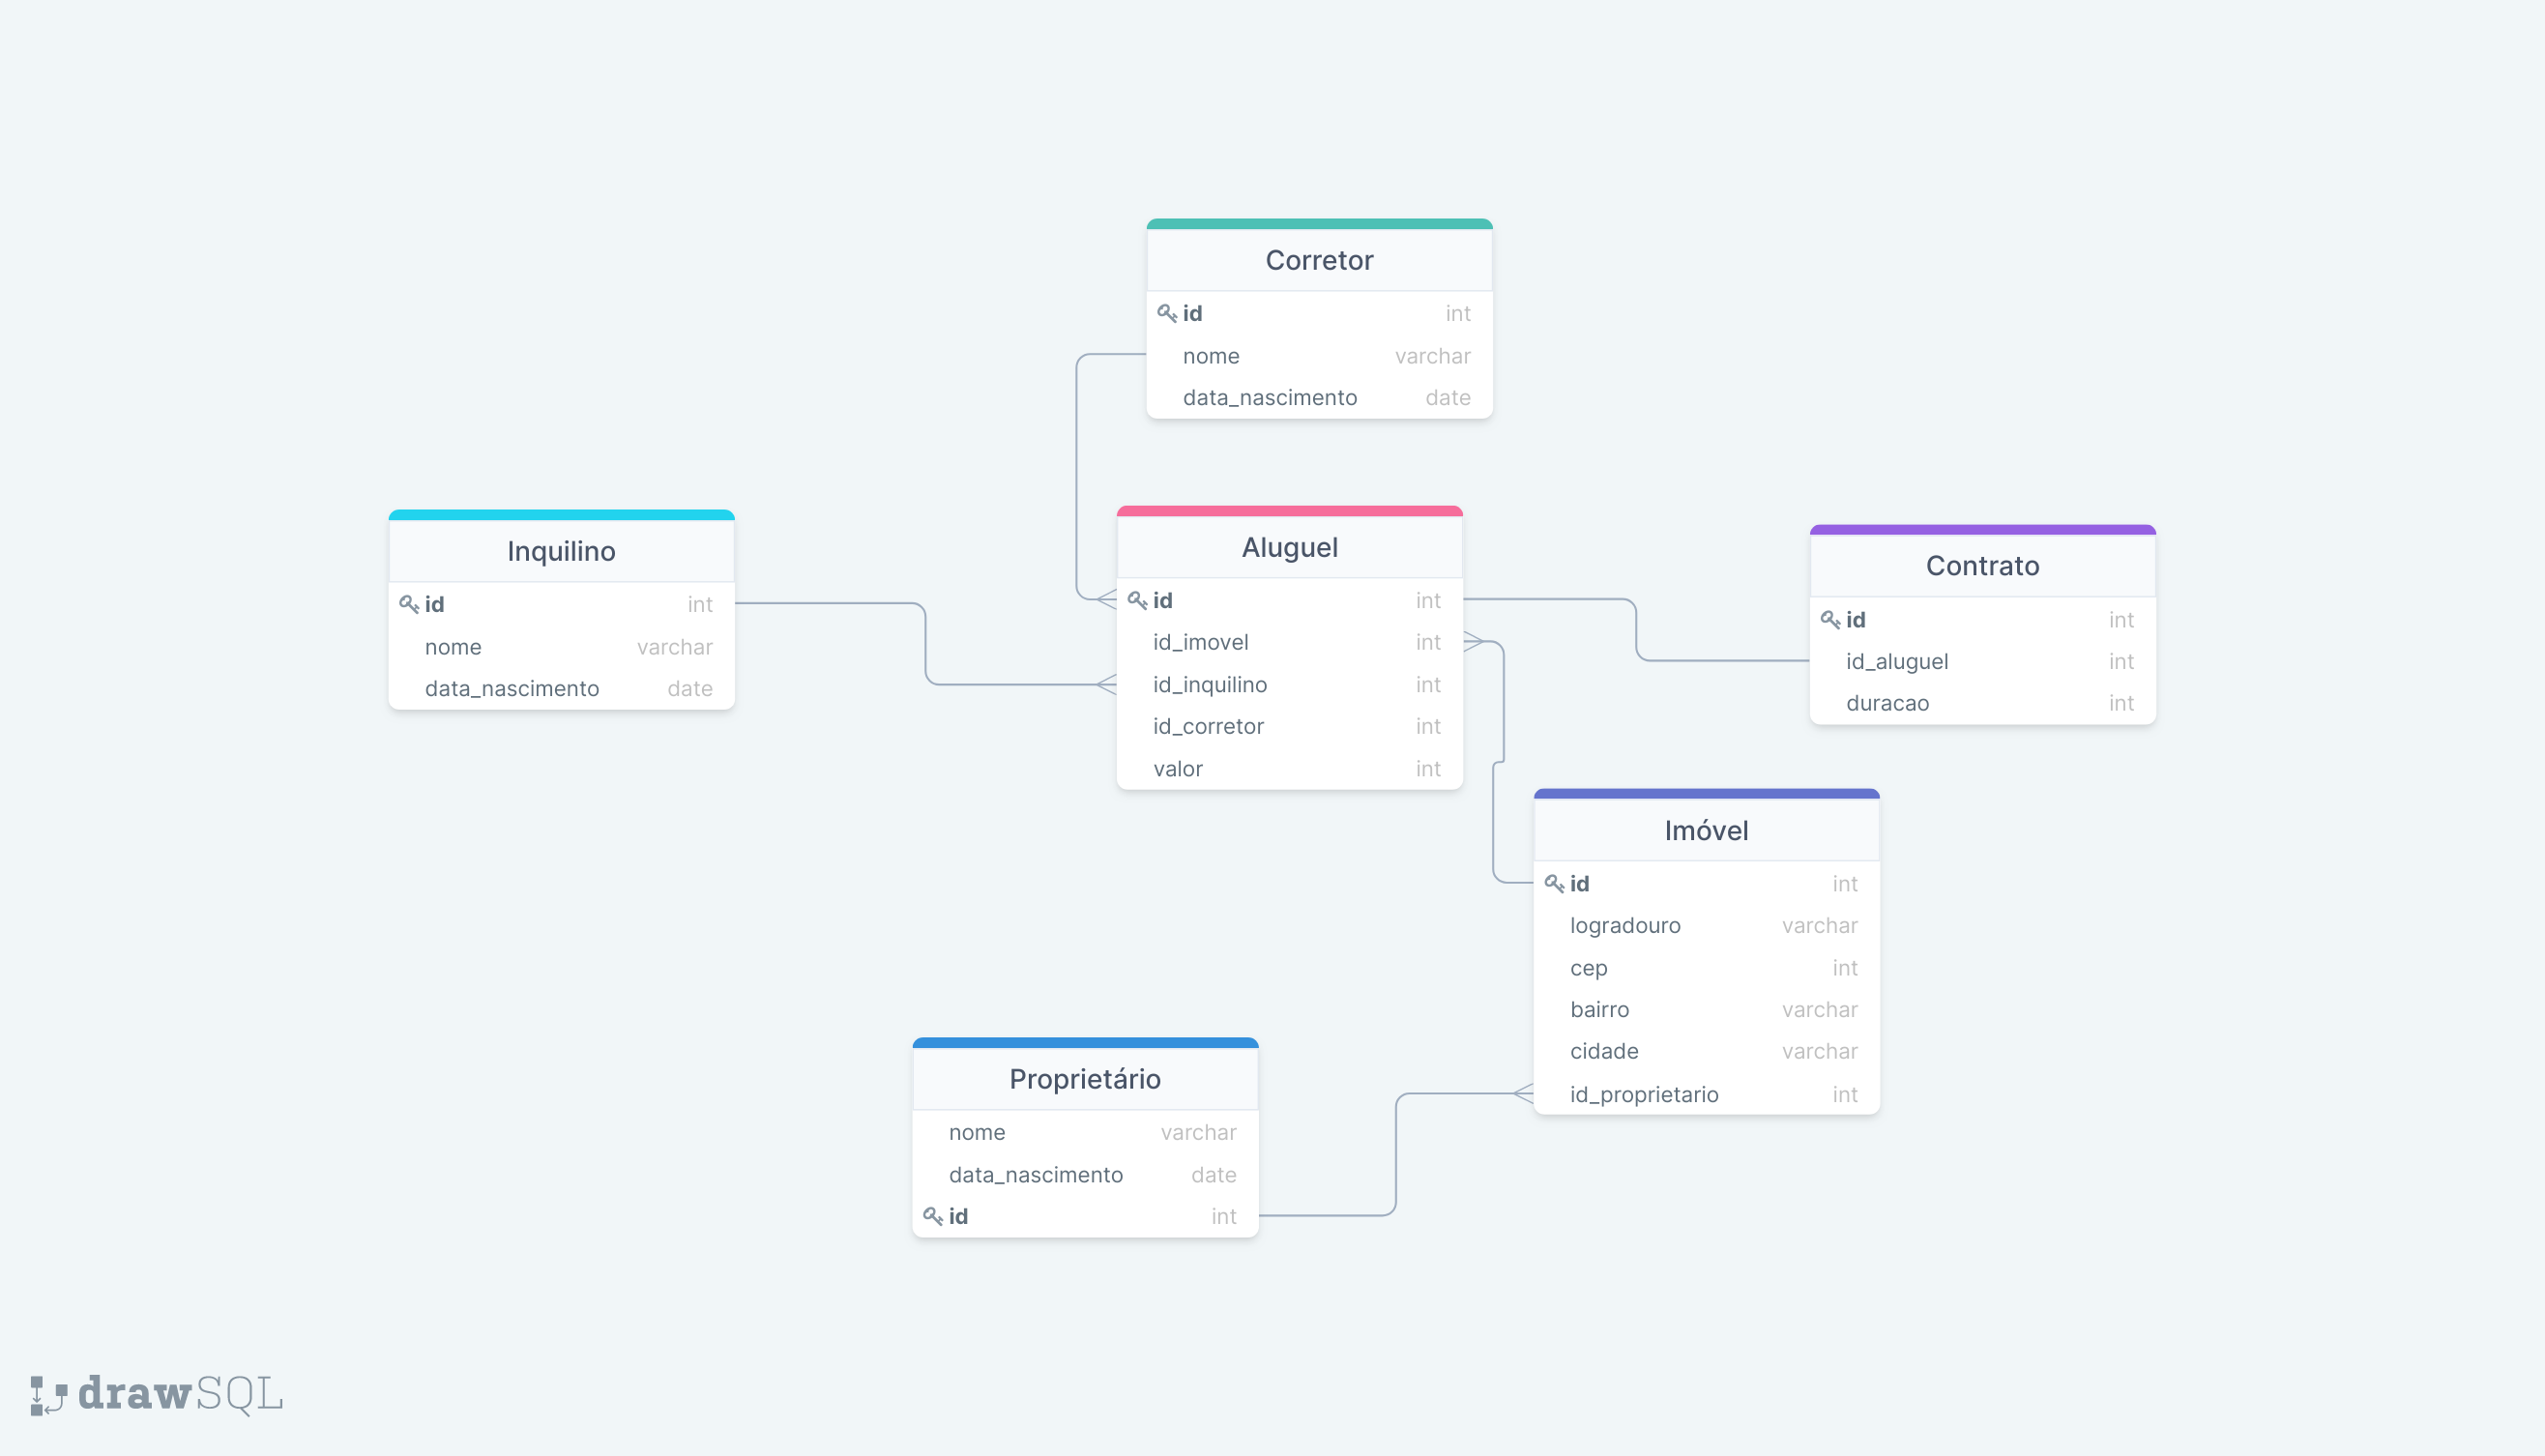 Corretor
id int
nome varchar
data_nascimento date
Inquilino
id int
nome varchar
data_nascimento date
Aluguel
id int
id_imovel int
id_inquilino int
id_corretor int
valor int
Contrato
id int
id_aluguel int
duracao int
Imóvel
id int
logradouro varchar
cep int
bairro varchar
cidade varchar
id_proprietario int
Proprietário
nome varchar
data_nascimento date
id int
drawSQL